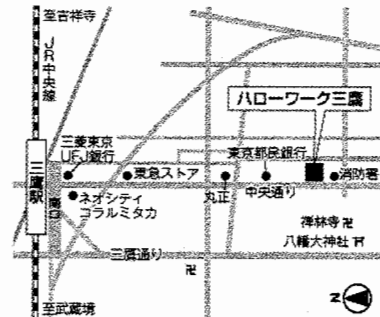 至吉祥寺
JR中央線
ハローワーク三鷹
三菱東京
UFJ銀行
東京都民銀行
三鷹駅
南口
東急ストア
丸正
中央通り
消防署
ネオシティ
コラルミタカ
禅林寺卍
八幡大神社
三鷹通り
卍
至武蔵境
N